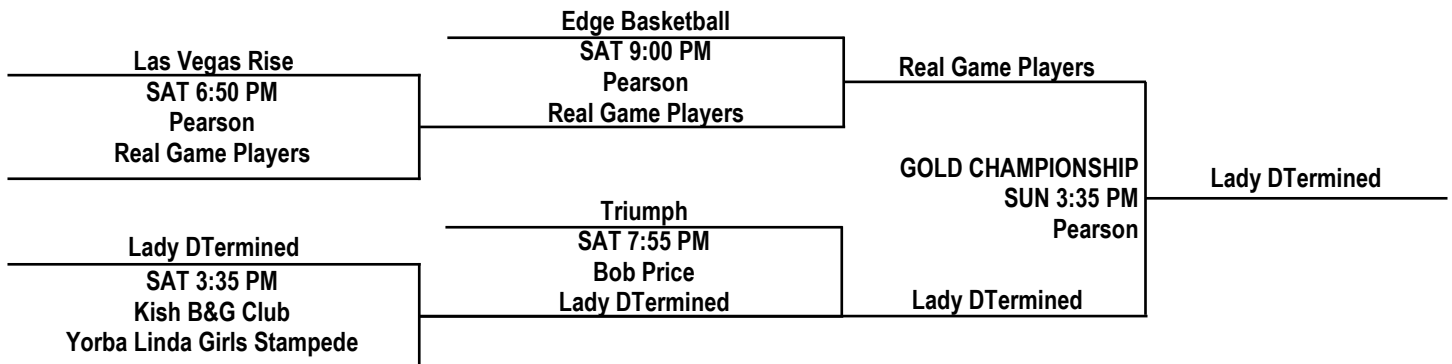 Edge Basketball
SAT 9:00 PM
Pearson
Real Game Players
Las Vegas Rise
SAT 6:50 PM
Pearson
Real Game Players
Real Game Players
GOLD CHAMPIONSHIP
SUN 3:35 PM
Pearson
Lady DTermined
Triumph
SAT 7:55 PM
Bob Price
Lady DTermined
Lady DTermined
SAT 3:35 PM
Kish B&G Club
Yorba Linda Girls Stampede
Lady DTermined